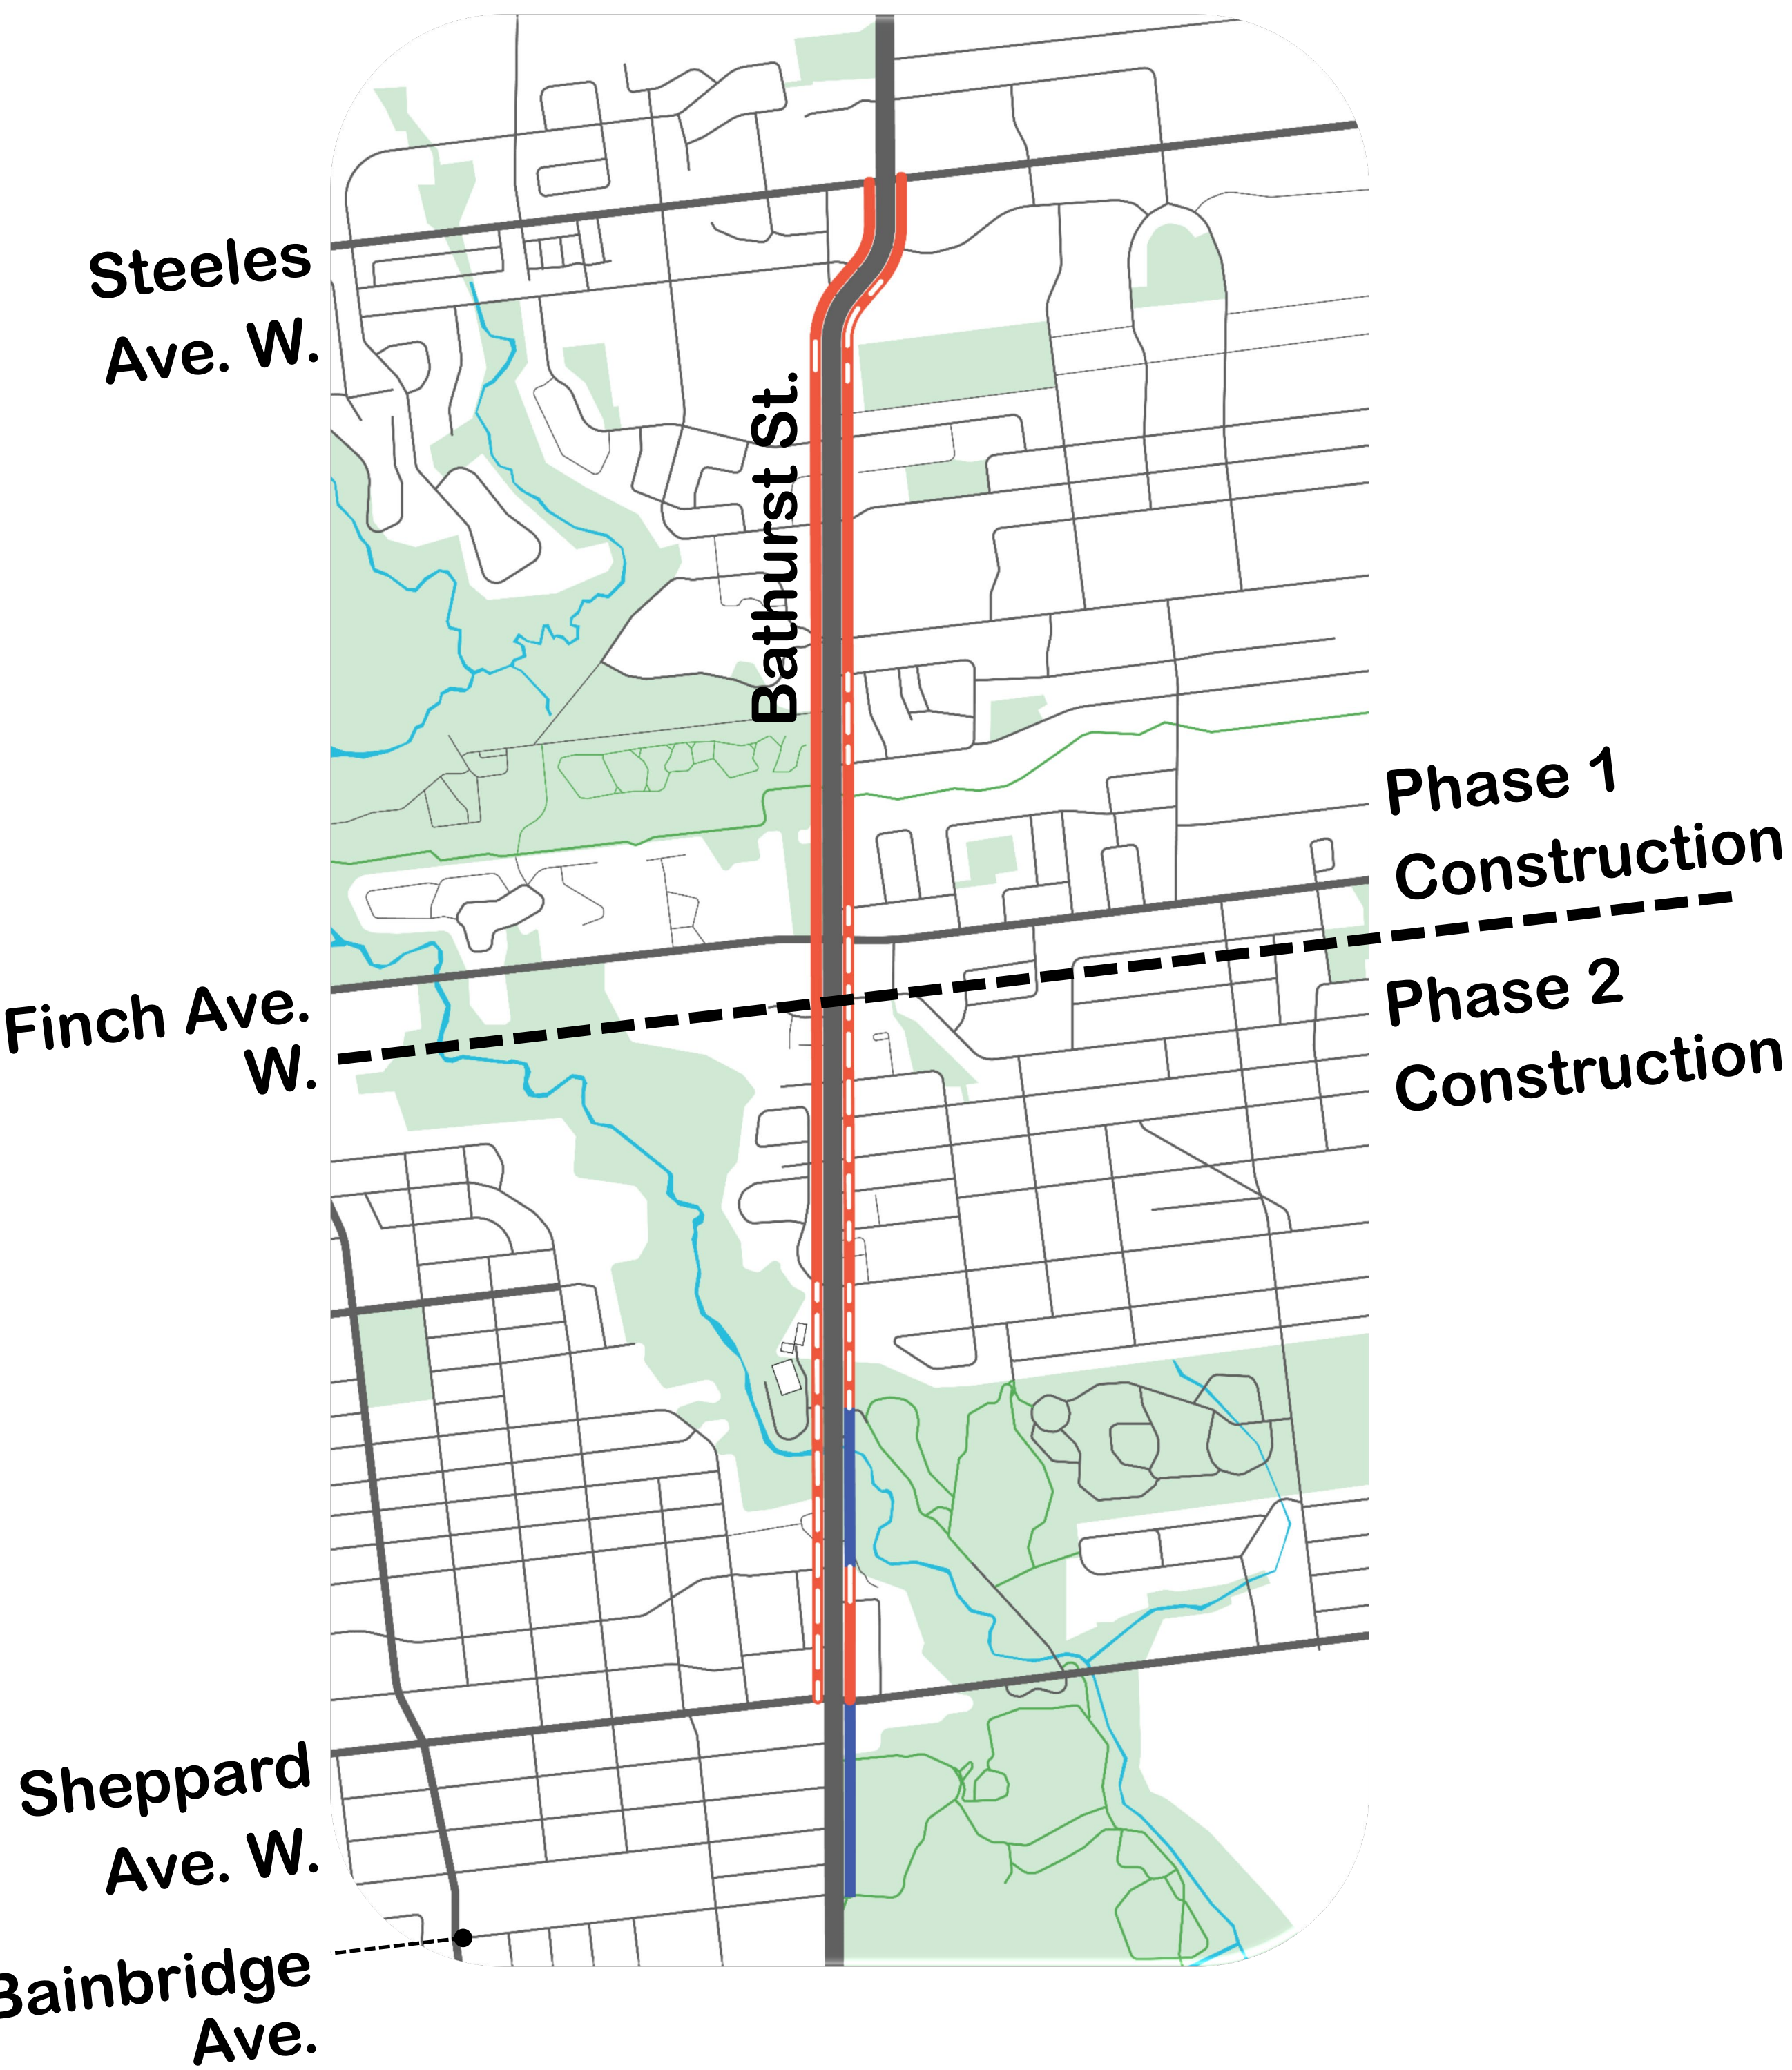 Steeles
Ave. W.
Bathurst St.
Phase 1
Construction
Finch Ave.
W.
Phase 2
Construction
Sheppard
Ave. W.
Bainbridge
Ave.